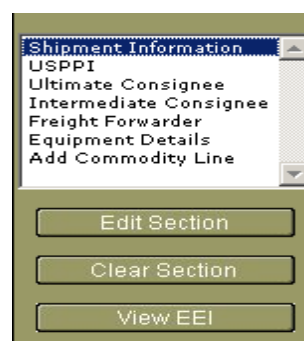 Shipment Information
USPPI
Ultimate Consignee
Intermediate Consignee
Freight Forwarder
Equipment Details
Add Commodity Line
Edit Section
Clear Section
View EEI